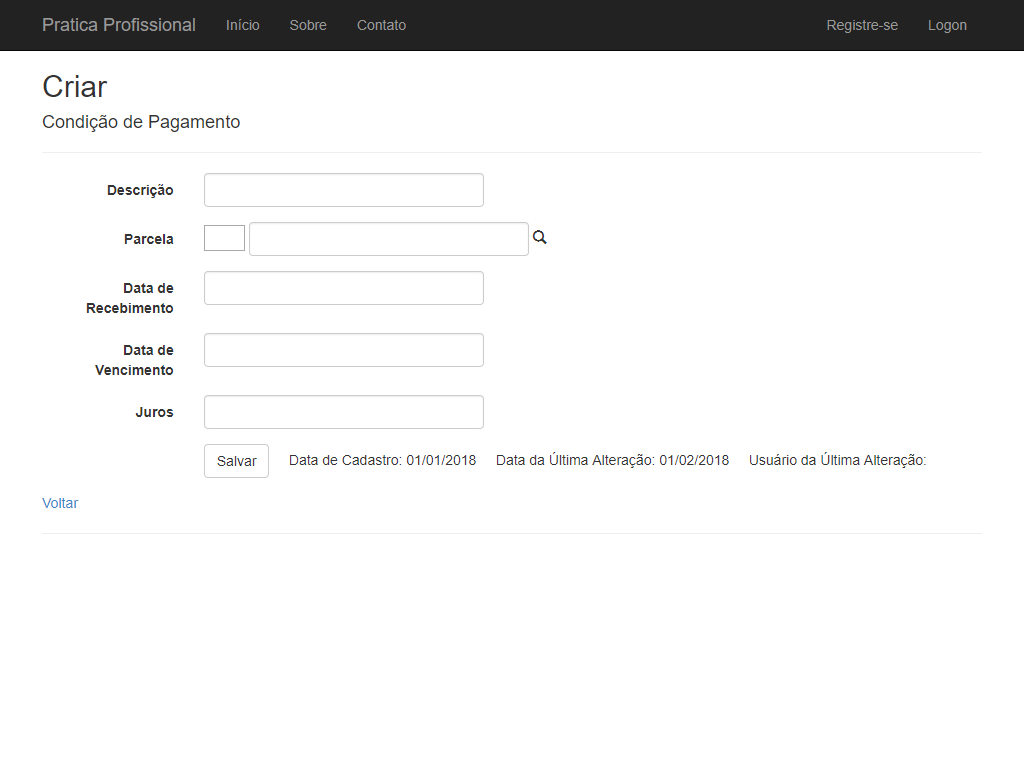 Pratica Profissional Início Sobre Contato Registre-se Logon
Criar
Condição de Pagamento
Descrição
Parcela
Data de
Recebimento
Data de
Vencimento
Juros
Salvar Data de Cadastro: 01/01/2018 Data da Última Alteração: 01/02/2018 Usuário da Última Alteração:
Voltar